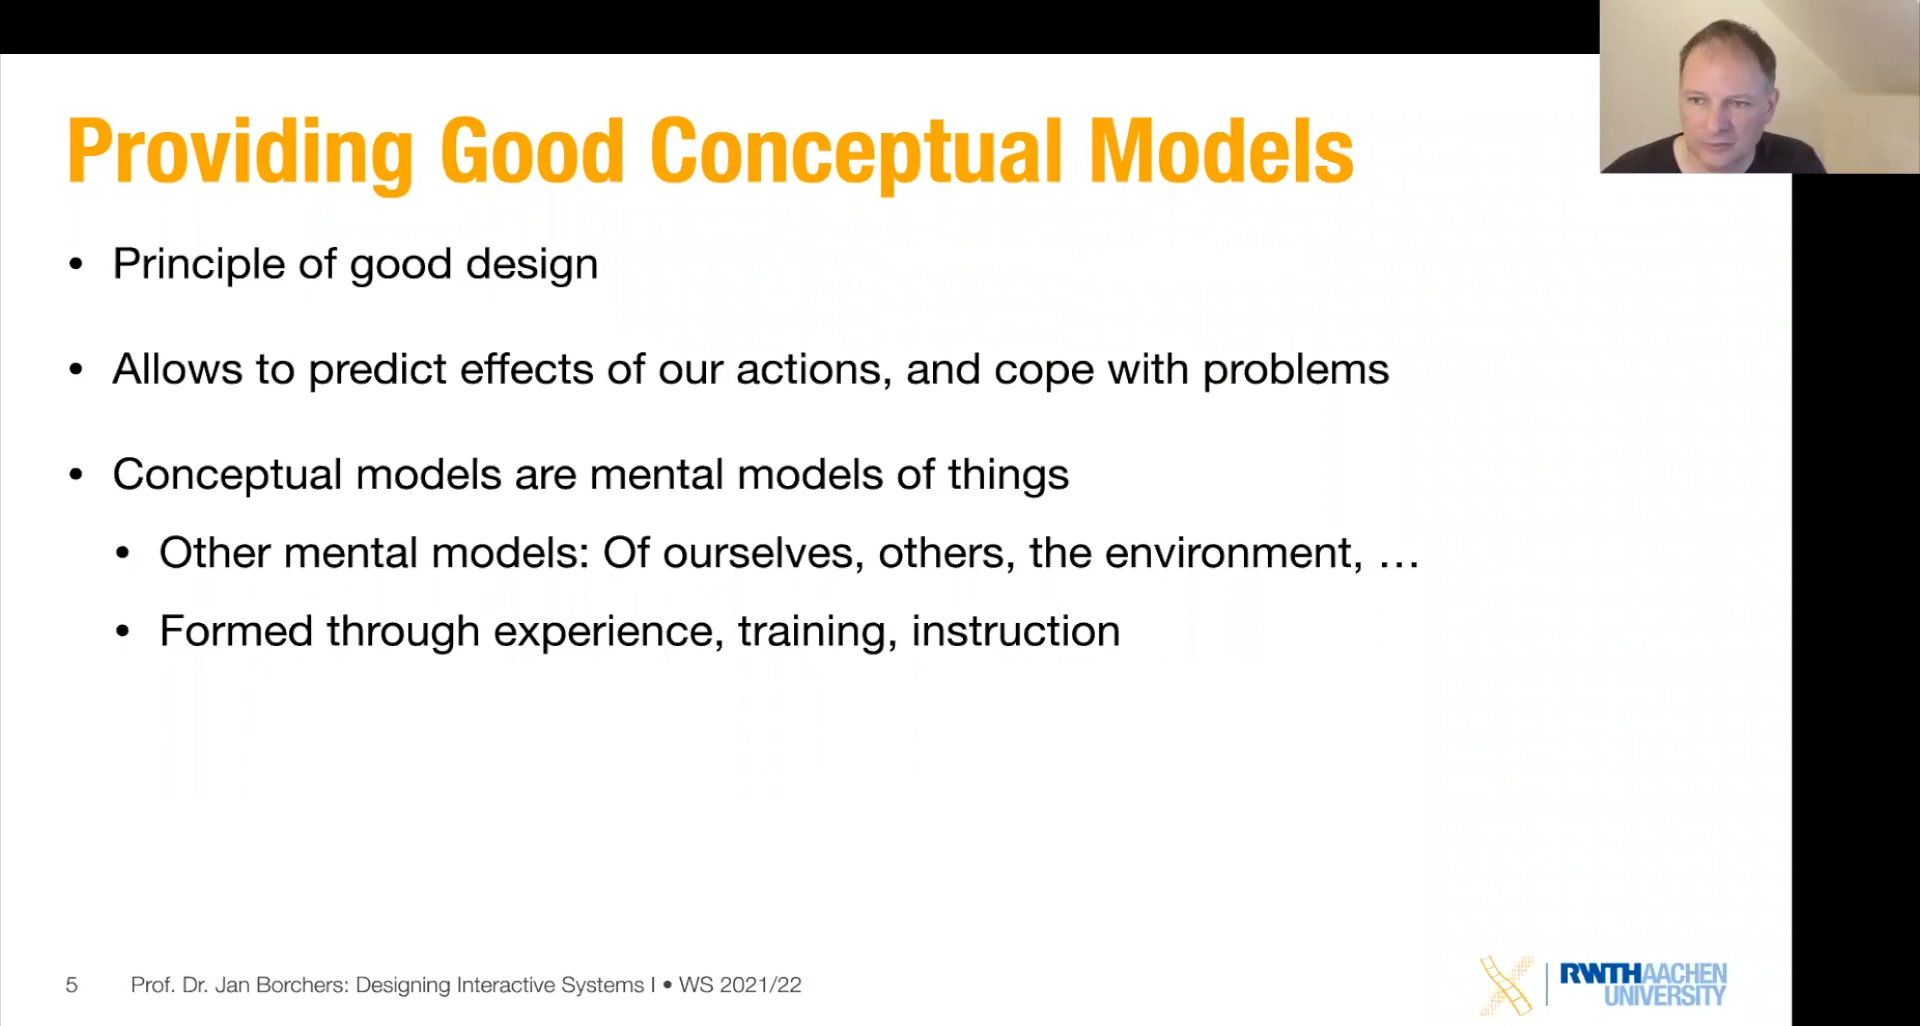 Providing Good Conceptual Models
• Principle of good design
• Allows to predict effects of our actions, and cope with problems
• Conceptual models are mental models of things
• Other mental models: Of ourselves, others, the environment, …
• Formed through experience, training, instruction
5 Prof. Dr. Jan Borchers: Designing Interactive Systems I • WS 2021/22
RWTHAACHEN
UNIVERSITY